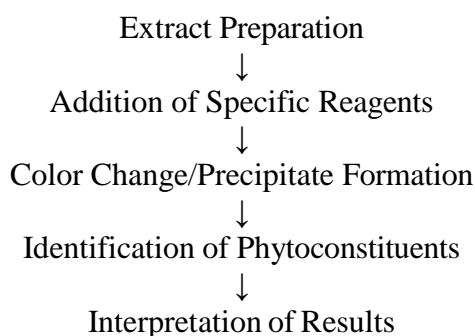 Extract Preparation
↓
Addition of Specific Reagents
↓
Color Change/Precipitate Formation
↓
Identification of Phytoconstituents
↓
Interpretation of Results